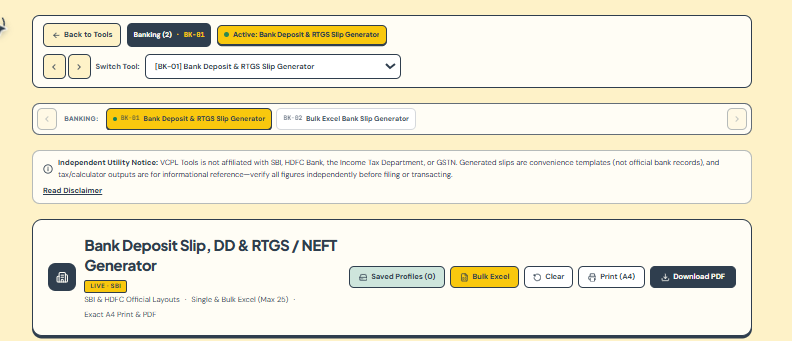 ← Back to Tools Banking (2) · BK-01 Active: Bank Deposit & RTGS Slip Generator
Switch Tool: [BK-01] Bank Deposit & RTGS Slip Generator
BANKING: BK-01 Bank Deposit & RTGS Slip Generator BK-02 Bulk Excel Bank Slip Generator
Independent Utility Notice: VCPL Tools is not affiliated with SBI, HDFC Bank, the Income Tax Department, or GSTN. Generated slips are convenience templates (not official bank records), and
tax/calculator outputs are for informational reference—verify all figures independently before filing or transacting.
Read Disclaimer
Bank Deposit Slip, DD & RTGS / NEFT
Generator
LIVE · SBI
SBI & HDFC Official Layouts · Single & Bulk Excel (Max 25) ·
Exact A4 Print & PDF
Saved Profiles (0) Bulk Excel Clear Print (A4) Download PDF